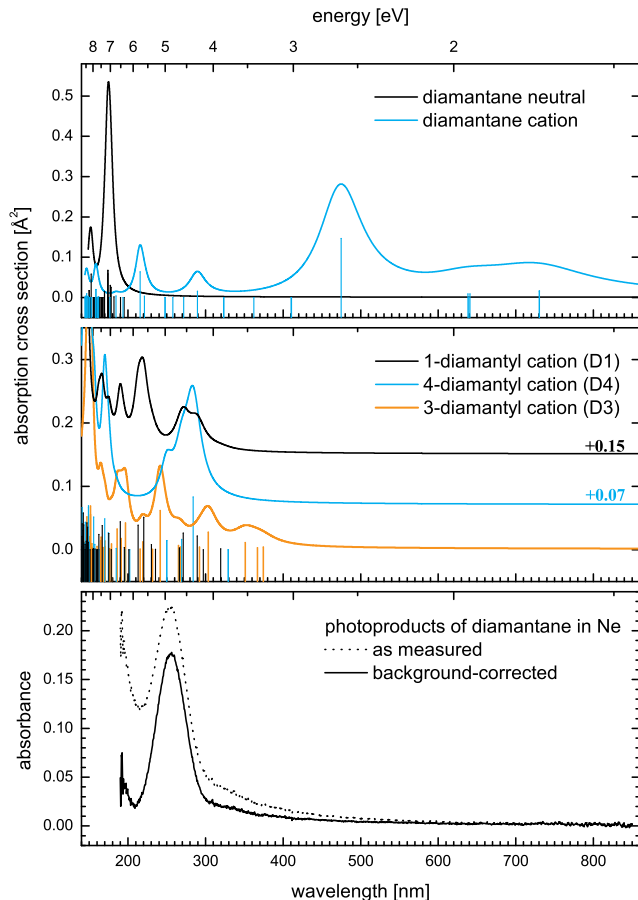 energy [eV]
8 7 6 5 4 3 2
0.5
0.4
0.3
0.2
0.1
0.0
diamantane neutral
diamantane cation
absorption cross section [Å²]
0.3
0.2
0.1
0.0
1-diamantyl cation (D1)
4-diamantyl cation (D4)
3-diamantyl cation (D3)
+0.15
+0.07
0.20
0.15
0.10
0.05
0.00
absorbance
photoproducts of diamantane in Ne
as measured
background-corrected
200 300 400 500 600 700 800
wavelength [nm]